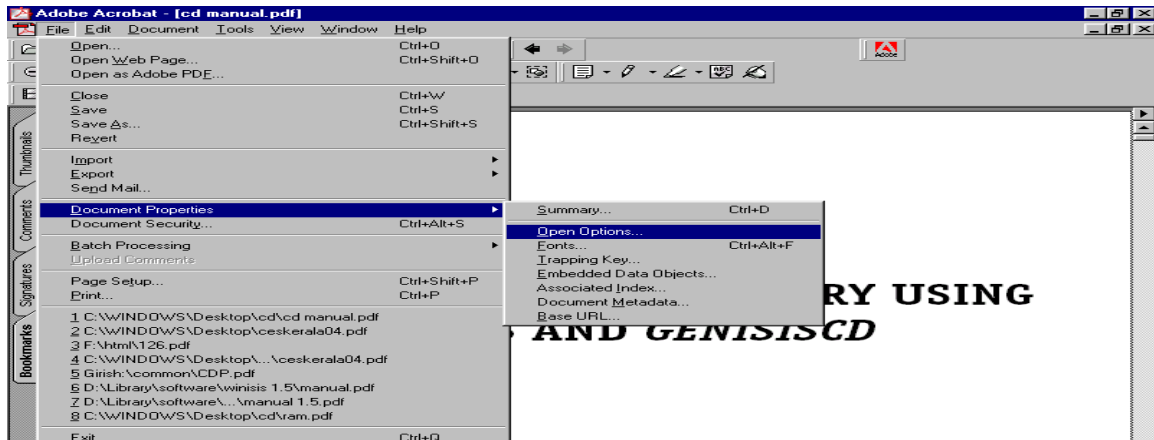 Adobe Acrobat - [cd manual.pdf]
File Edit Document Tools View Window Help
Open... Ctrl+O
Open Web Page... Ctrl+Shift+O
Open as Adobe PDF...
Close Ctrl+W
Save Ctrl+S
Save As... Ctrl+Shift+S
Revert
Import
Export
Send Mail...
Document Properties
Document Security... Ctrl+Alt+S
Batch Processing
Upload Comments
Page Setup... Ctrl+Shift+P
Print... Ctrl+P
1 C:\WINDOWS\Desktop\cd\cd manual.pdf
2 C:\WINDOWS\Desktop\ceskerala04.pdf
3 F:\html\126.pdf
4 C:\WINDOWS\Desktop\...\ceskerala04.pdf
5 Girish:\common\CDP.pdf
6 D:\Library\software\winisis 1.5\manual.pdf
7 D:\Library\software\...\manual 1.5.pdf
8 C:\WINDOWS\Desktop\cd\ram.pdf
Exit Ctrl+Q
Summary... Ctrl+D
Open Options...
Fonts... Ctrl+Alt+F
Trapping Key...
Embedded Data Objects...
Associated Index...
Document Metadata...
Base URL...
Thumbnails
Comments
Signatures
Bookmarks
Adobe
RY USING
AND GENISISCD